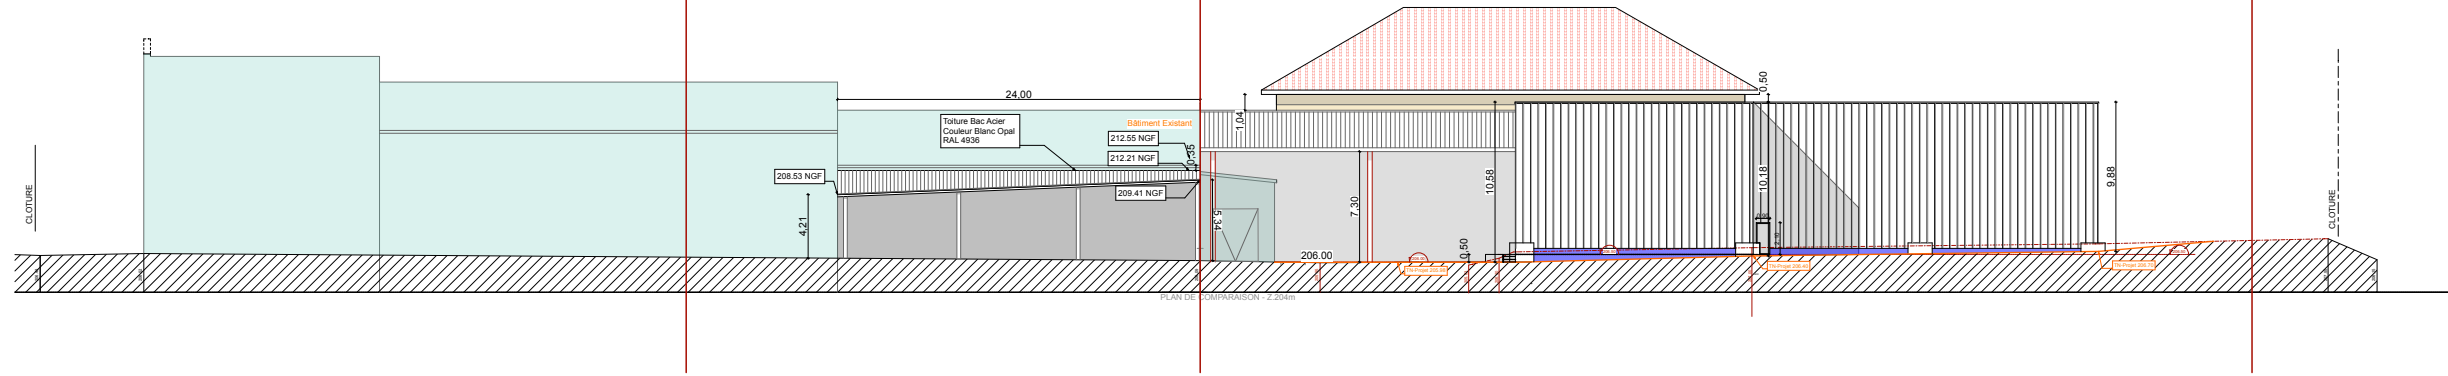 CLOTURE
24,00
Toiture Bac Acier
Couleur Blanc Opal
RAL 4936
Bâtiment Existant
212.55 NGF
212.21 NGF
0,35
208.53 NGF
209.41 NGF
4,21
5,34
1,04
7,30
10,58
0,50
206.00
0,50
10,18
0,90
9,88
CLOTURE
PLAN DE COMPARAISON - Z.204m